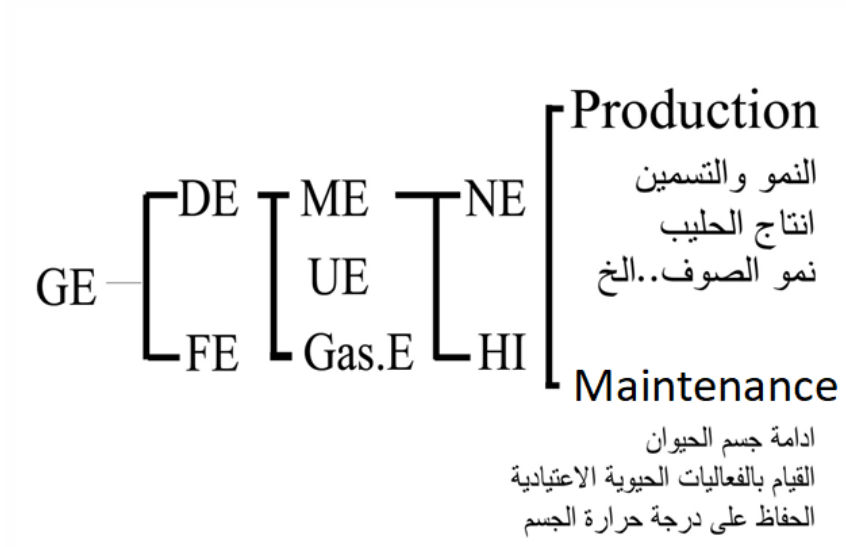 Production
النمو والتسمين
انتاج الحليب
نمو الصوف..الخ
DE ME NE
UE
GE
FE Gas.E HI
Maintenance
ادامة جسم الحيوان
القيام بالفعاليات الحيوية الاعتيادية
الحفاظ على درجة حرارة الجسم